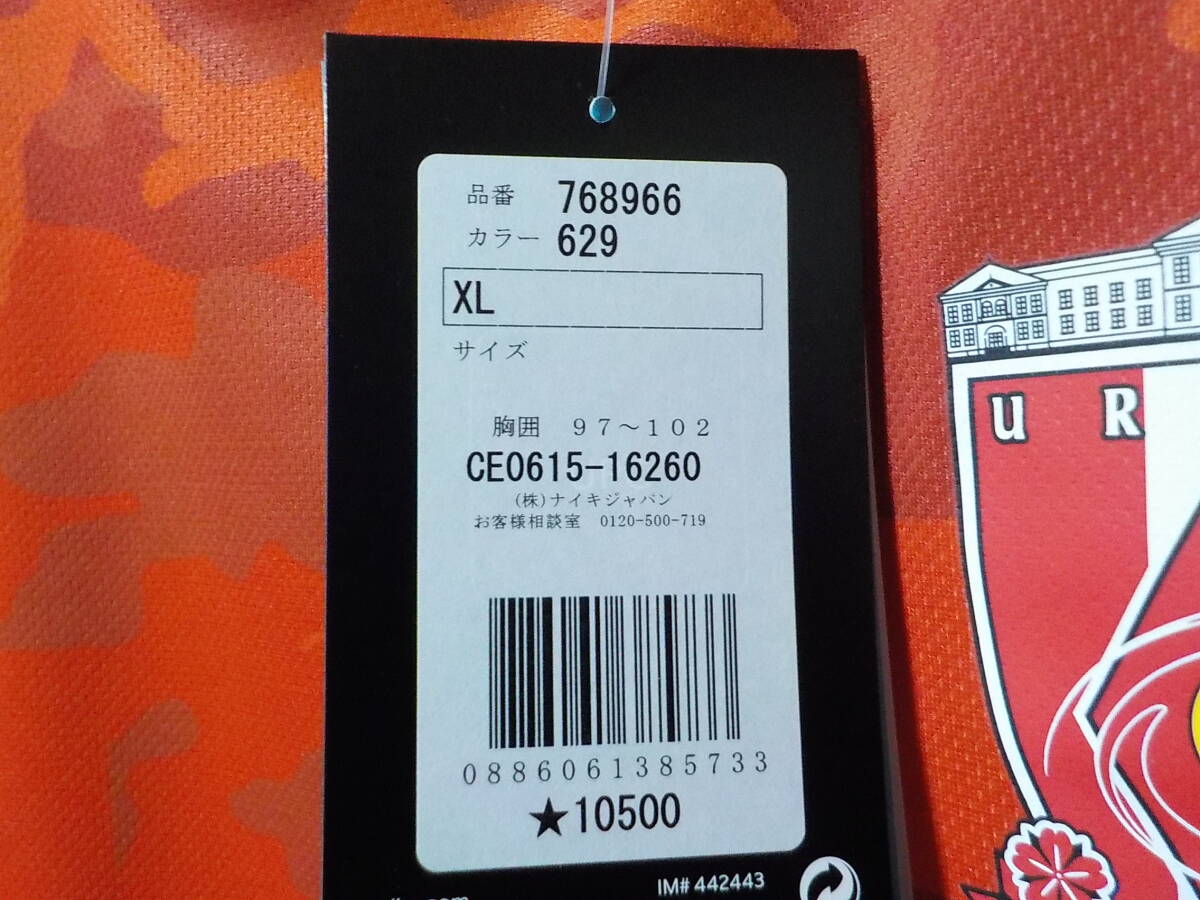 品番 768966
カラー 629
XL
サイズ
胸囲 97～102
CE0615-16260
(株)ナイキジャパン
お客様相談室 0120-500-719
0886061385733
★10500
IM# 442443
U R